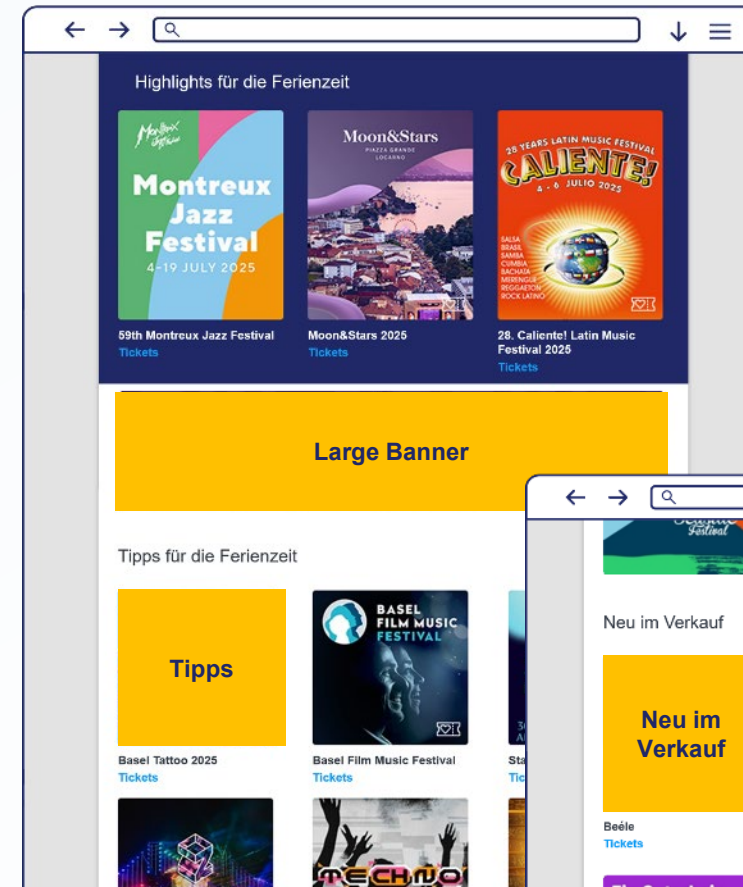 Highlights für die Ferienzeit
Montreux
Jazz
Festival
4-19 JULY 2025
Moon&Stars
PIAZZA GRANDE
LOCARNO
28 YEARS LATIN MUSIC FESTIVAL
CALIENTE!
4 - 6 JULIO 2025
SALSA
BRASIL
SAMBA
CUMBIA
BACHATA
MERENGUE
REGGAETON
ROCK LATINO
59th Montreux Jazz Festival
Tickets
Moon&Stars 2025
Tickets
28. Caliente! Latin Music
Festival 2025
Tickets
Large Banner
Tipps für die Ferienzeit
Tipps
BASEL
FILM MUSIC
FESTIVAL
Basel Tattoo 2025
Tickets
Basel Film Music Festival
Tickets
TECHNO
Festival
Neu im Verkauf
Neu im
Verkauf
Beéle
Tickets